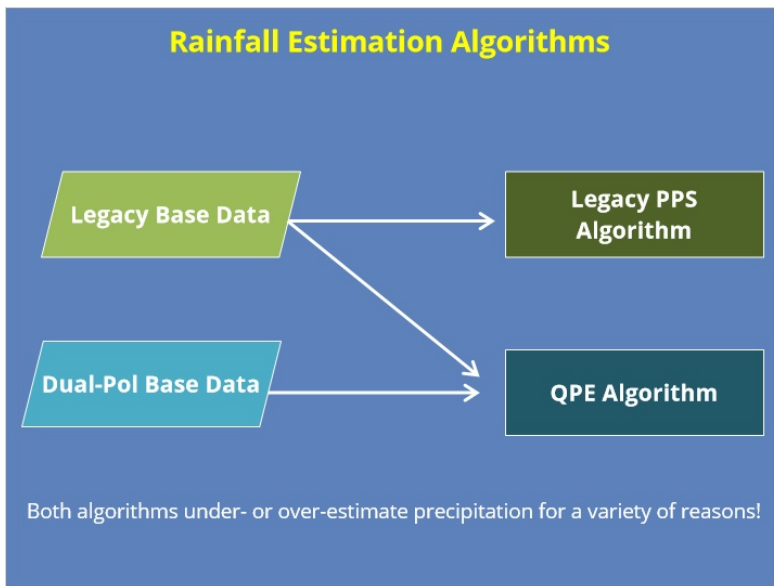 Rainfall Estimation Algorithms
Legacy Base Data
Legacy PPS
Algorithm
Dual-Pol Base Data
QPE Algorithm
Both algorithms under- or over-estimate precipitation for a variety of reasons!